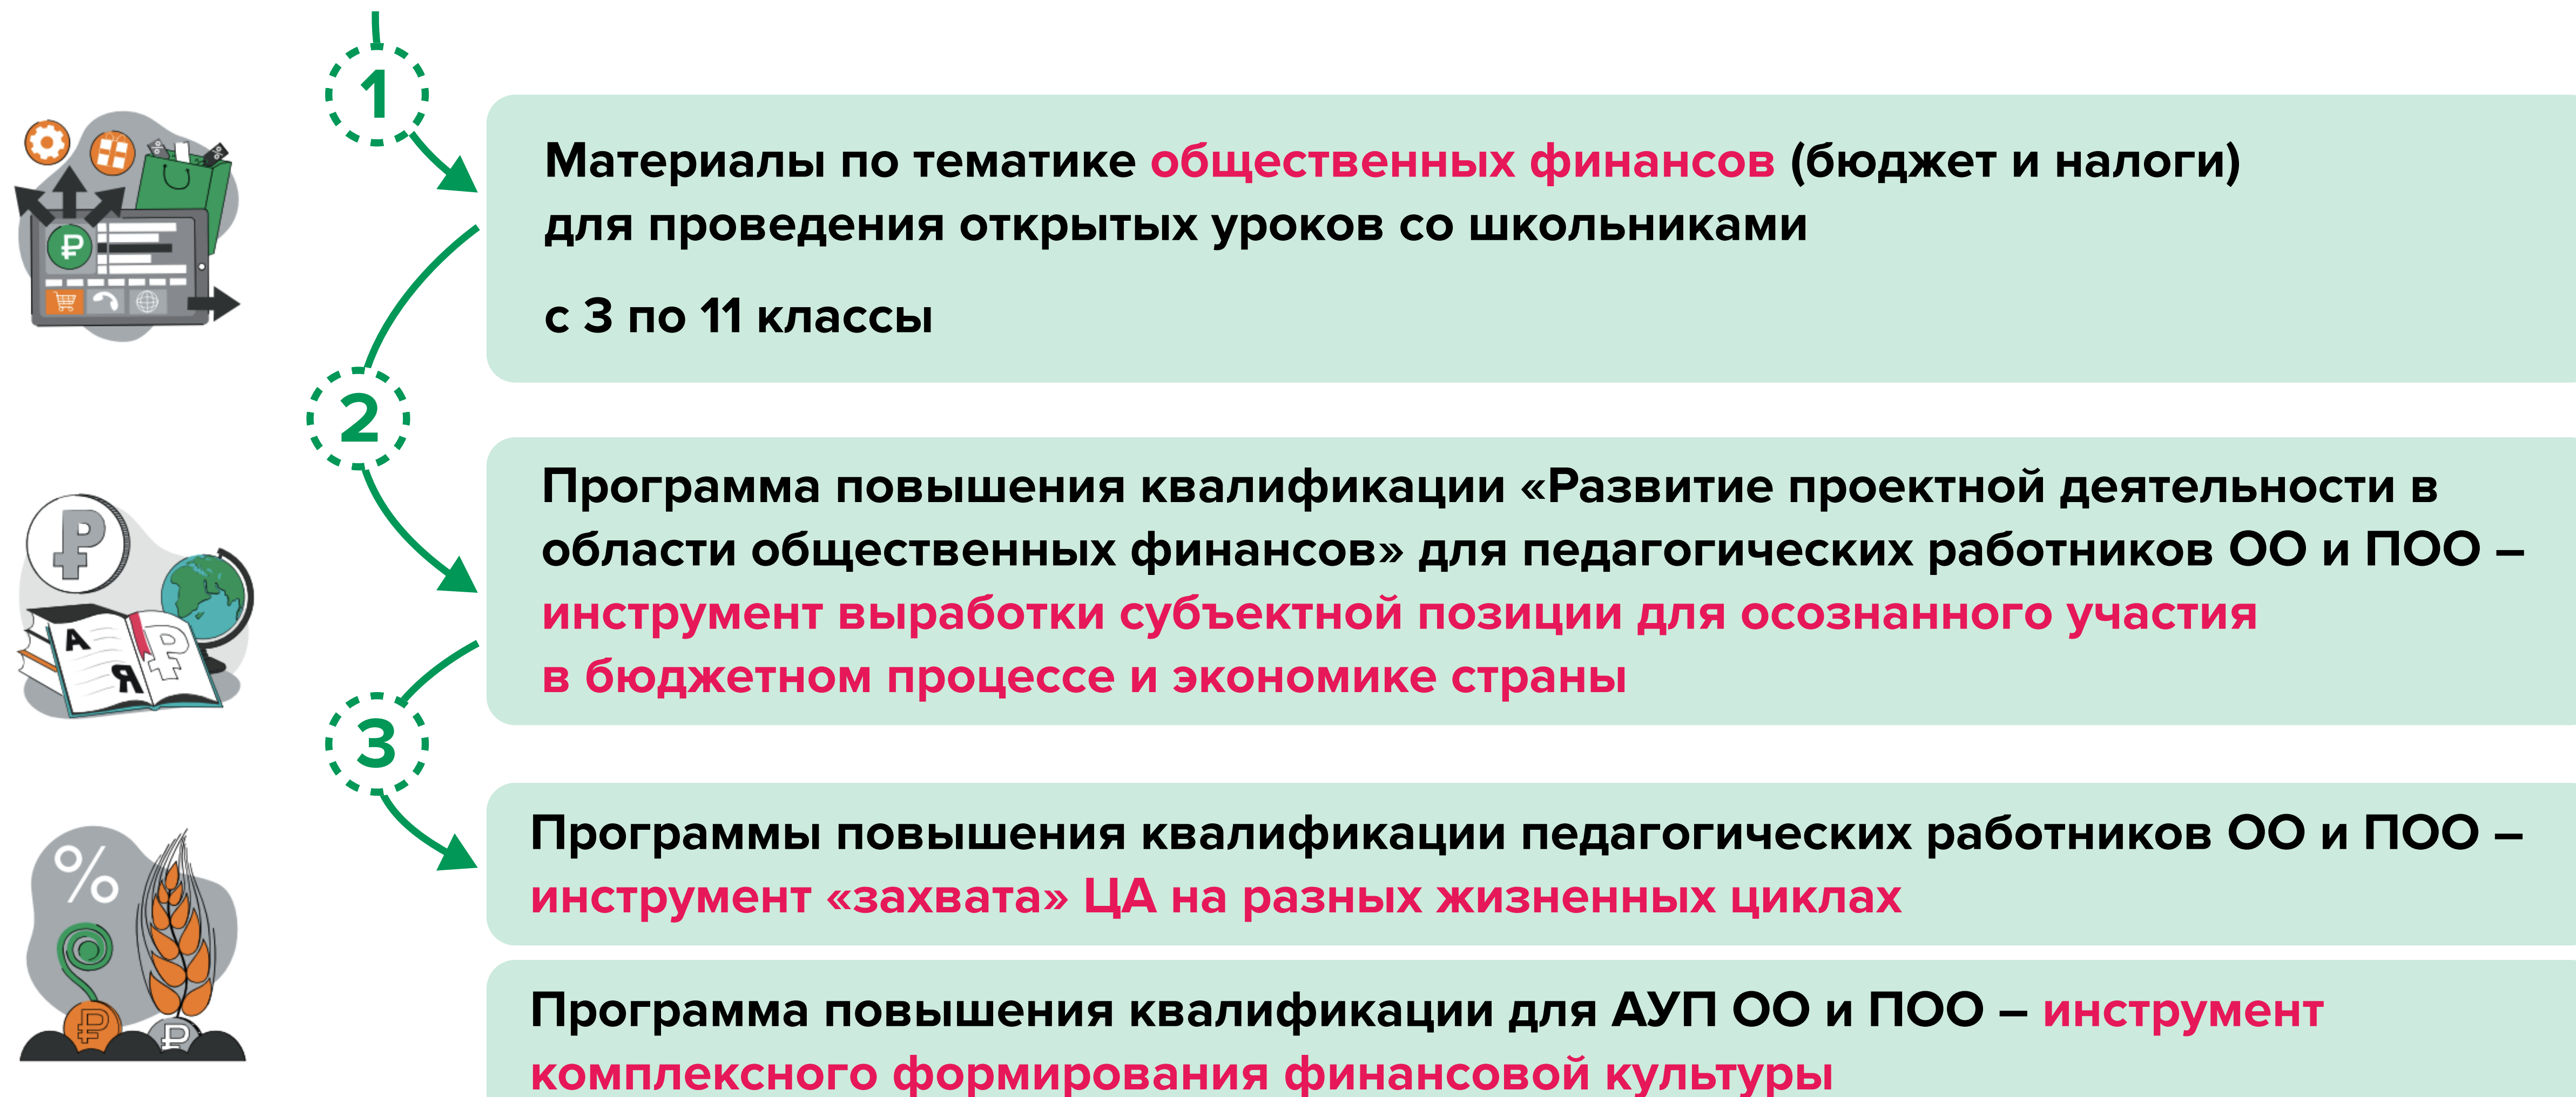 1
Материалы по тематике общественных финансов (бюджет и налоги)
для проведения открытых уроков со школьниками
с 3 по 11 классы
2
Программа повышения квалификации «Развитие проектной деятельности в
области общественных финансов» для педагогических работников ОО и ПОО –
инструмент выработки субъектной позиции для осознанного участия
в бюджетном процессе и экономике страны
А
Я
3
Программы повышения квалификации педагогических работников ОО и ПОО –
инструмент «захвата» ЦА на разных жизненных циклах
%
Программа повышения квалификации для АУП ОО и ПОО – инструмент
комплексного формирования финансовой культуры